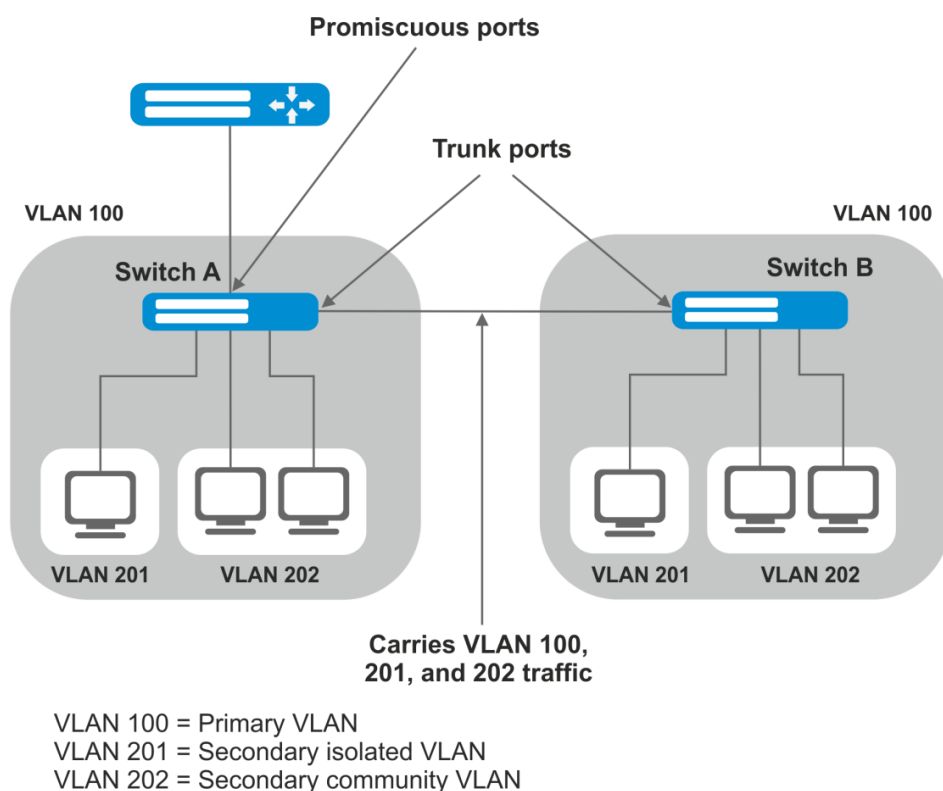 Promiscuous ports
Trunk ports
VLAN 100
VLAN 100
Switch A
Switch B
VLAN 201
VLAN 202
VLAN 201
VLAN 202
Carries VLAN 100,
201, and 202 traffic
VLAN 100 = Primary VLAN
VLAN 201 = Secondary isolated VLAN
VLAN 202 = Secondary community VLAN